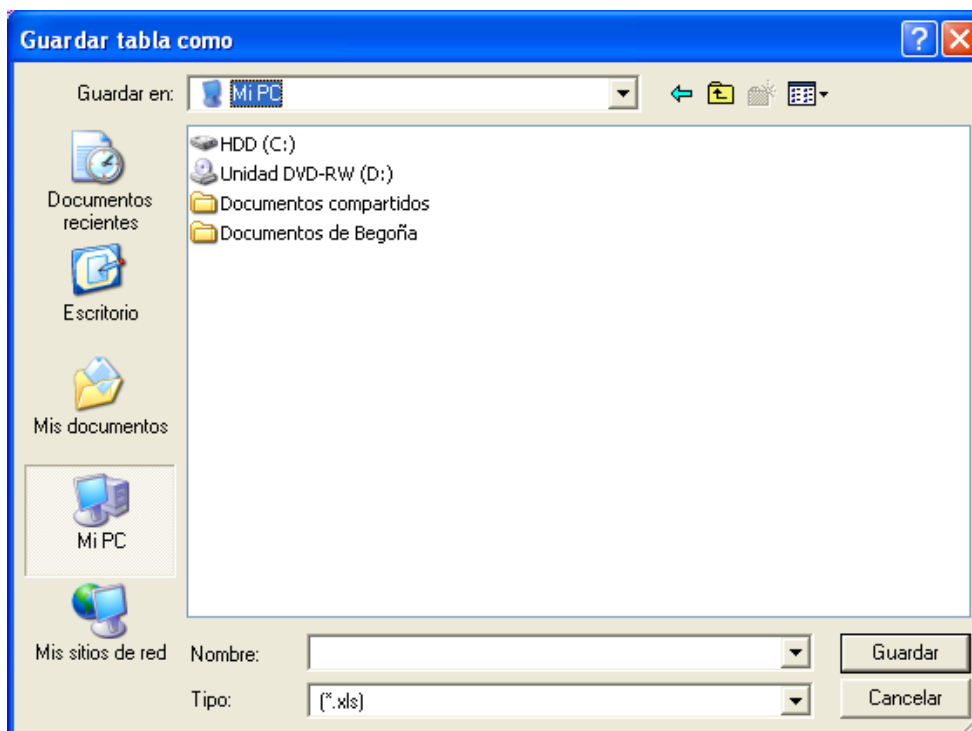 Guardar tabla como
Guardar en: Mi PC
HDD (C:)
Unidad DVD-RW (D:)
Documentos compartidos
Documentos de Begoña
Documentos
recientes
Escritorio
Mis documentos
Mi PC
Mis sitios de red
Nombre:
Guardar
Tipo: (*.xls)
Cancelar